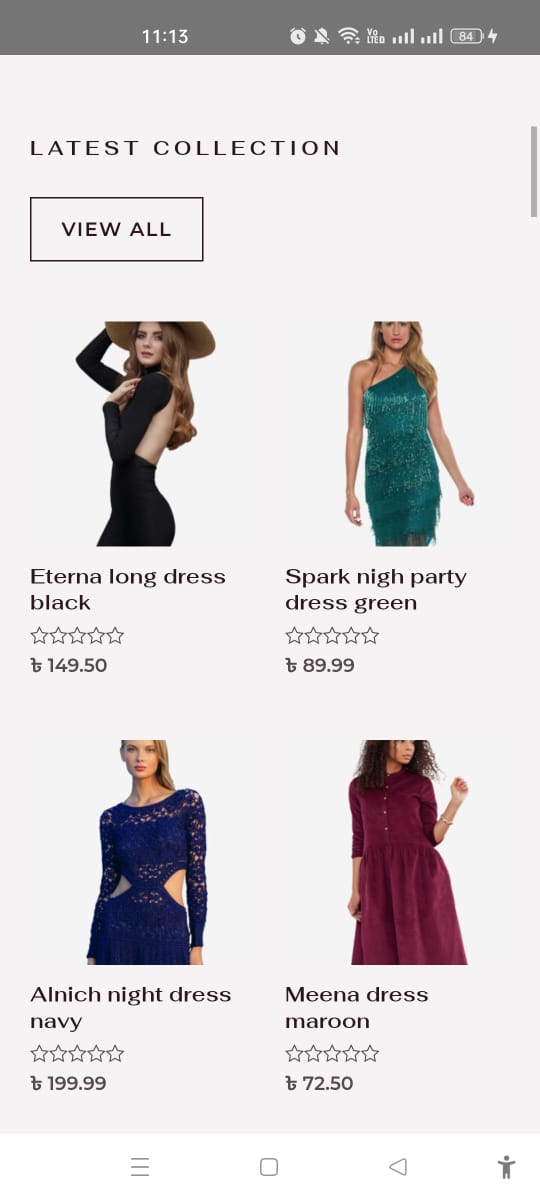 11:13
Vo
LTED
84
LATEST COLLECTION
VIEW ALL
Eterna long dress
black
৳ 149.50
Spark nigh party
dress green
৳ 89.99
Alnich night dress
navy
৳ 199.99
Meena dress
maroon
৳ 72.50